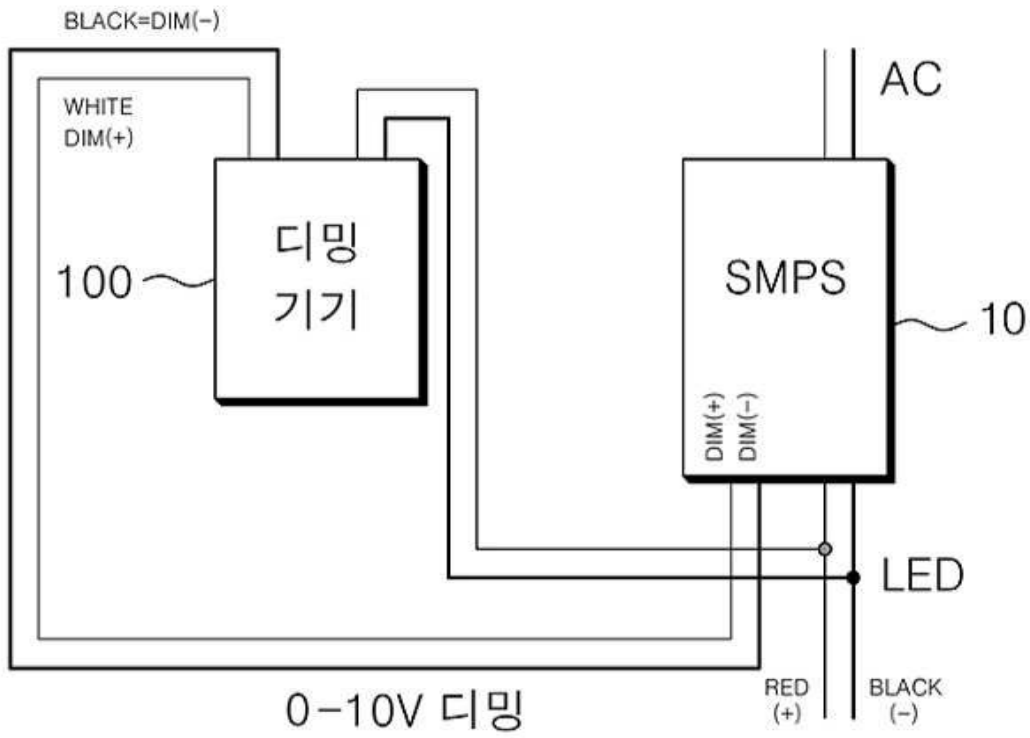 BLACK=DIM(-)
WHITE
DIM(+)
AC
디밍
기기
100
SMPS
10
DIM(+)
DIM(-)
LED
RED
(+)
BLACK
(-)
0-10V 디밍